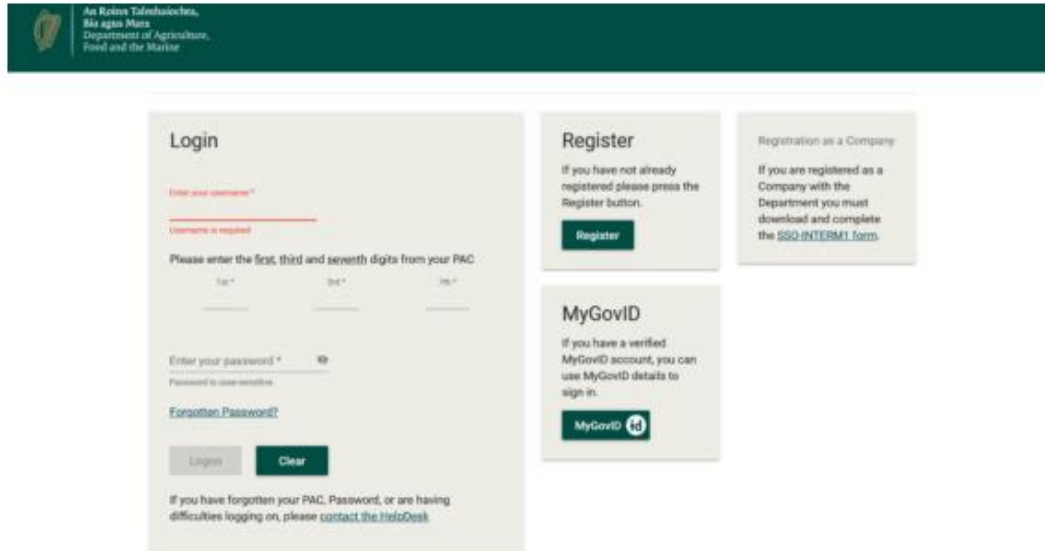 An Roinn Talmhaíochta,
Bia agus Mara
Department of Agriculture,
Food and the Marine
Login
Enter your username *
Username is required
Please enter the first, third and seventh digits from your PAC
1st *
3rd *
7th *
Enter your password *
Password is case sensitive
Forgotten Password?
Logon
Clear
If you have forgotten your PAC, Password, or are having
difficulties logging on, please contact the HelpDesk
Register
If you have not already
registered please press the
Register button.
Register
MyGovID
If you have a verified
MyGovID account, you can
use MyGovID details to
sign in.
MyGovID id
Registration as a Company
If you are registered as a
Company with the
Department you must
download and complete
the SSO-INTERM1 form.